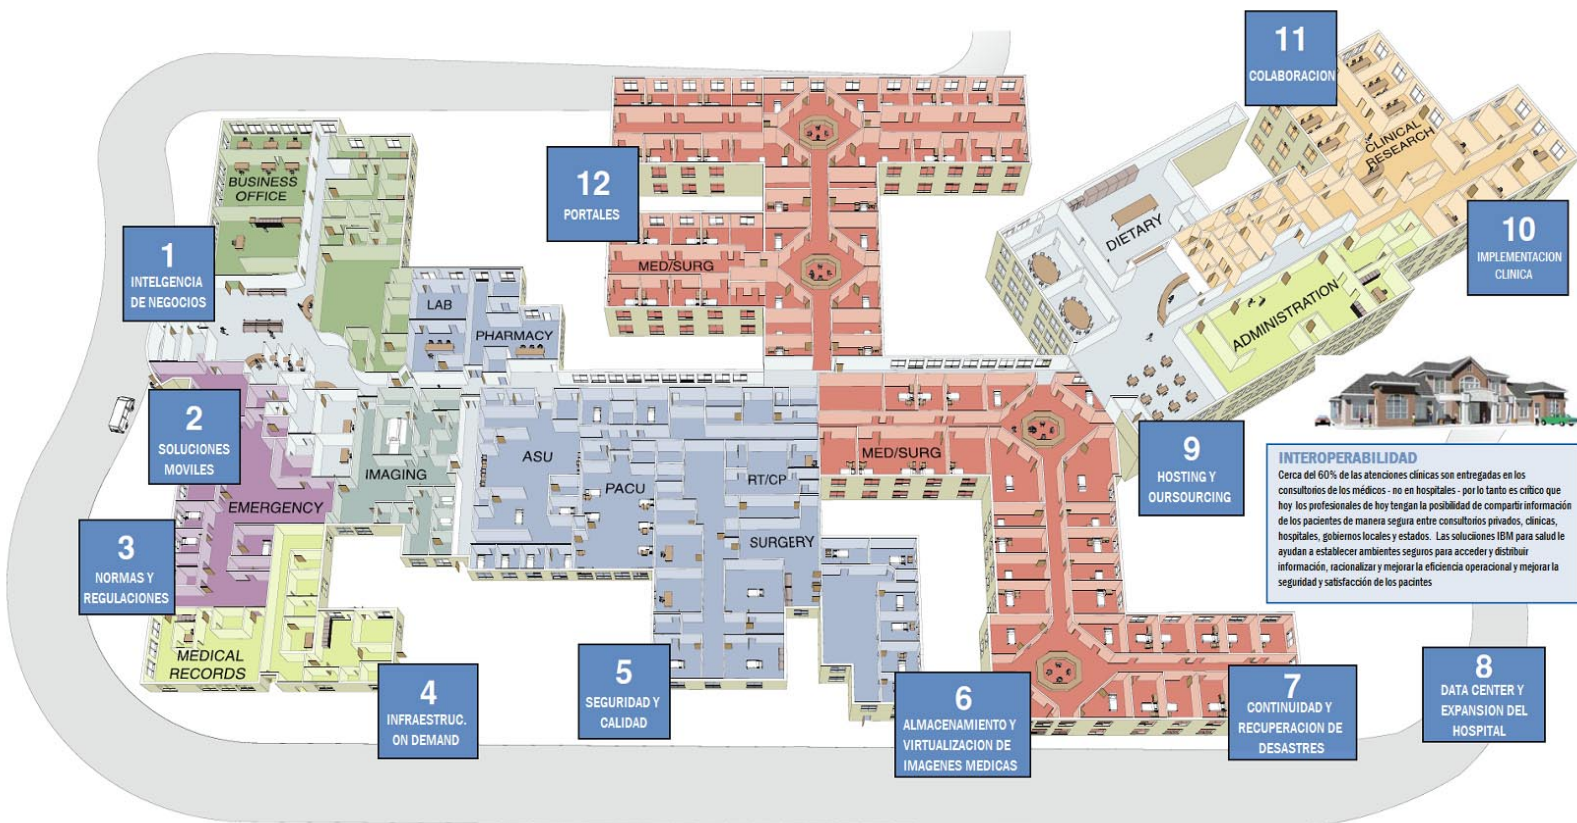 11
COLABORACION
CLINICAL
RESEARCH
BUSINESS
OFFICE
12
PORTALES
DIETARY
10
IMPLEMENTACION
CLINICA
1
INTELGENCIA
DE NEGOCIOS
MED/SURG
LAB
PHARMACY
ADMINISTRATION
2
SOLUCIONES
MOVILES
ASU
IMAGING
PACU
RT/CP
MED/SURG
9
HOSTING Y
OURSOURCING
INTEROPERABILIDAD
Cerca del 60% de las atenciones clínicas son entregadas en los
consultorios de los médicos - no en hospitales - por lo tanto es crítico que
hoy los profesionales de hoy tengan la posibilidad de compartir información
de los pacientes de manera segura entre consultorios privados, clínicas,
hospitales, gobiernos locales y estados. Las soluciiones IBM para salud le
ayudan a establecer ambientes seguros para acceder y distribuir
información, racionalizar y mejorar la eficiencia operacional y mejorar la
seguridad y satisfacción de los pacintes
EMERGENCY
SURGERY
3
NORMAS Y
REGULACIONES
MEDICAL
RECORDS
4
INFRAESTRUC.
ON DEMAND
5
SEGURIDAD Y
CALIDAD
6
ALMACENAMIENTO Y
VIRTUALIZACION DE
IMAGENES MEDICAS
7
CONTINUIDAD Y
RECUPERACION DE
DESASTRES
8
DATA CENTER Y
EXPANSION DEL
HOSPITAL